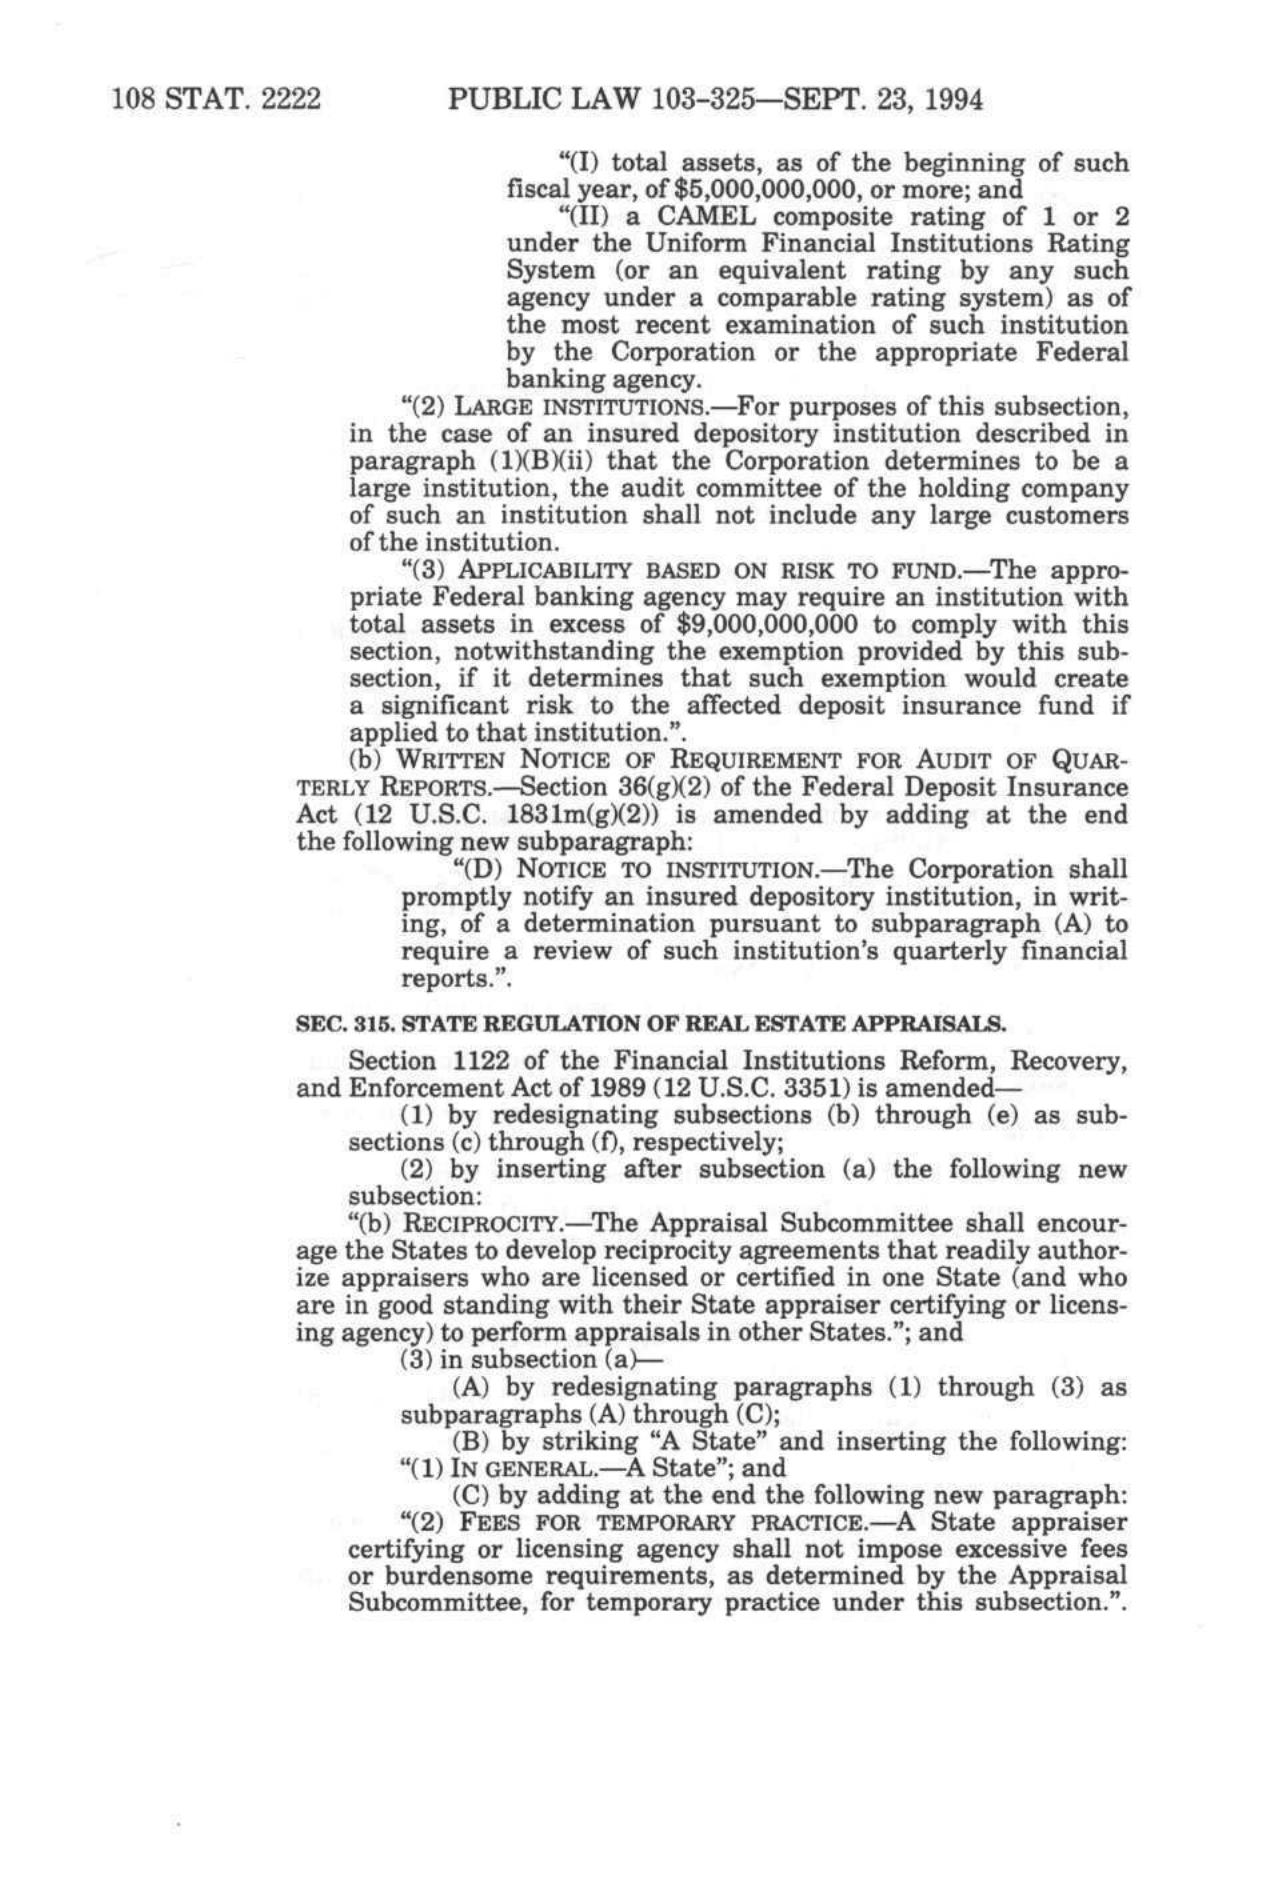 108 STAT. 2222 PUBLIC LAW 103–325—SEPT. 23, 1994
“(I) total assets, as of the beginning of such
fiscal year, of $5,000,000,000, or more; and
“(II) a CAMEL composite rating of 1 or 2
under the Uniform Financial Institutions Rating
System (or an equivalent rating by any such
agency under a comparable rating system) as of
the most recent examination of such institution
by the Corporation or the appropriate Federal
banking agency.
“(2) LARGE INSTITUTIONS.—For purposes of this subsection,
in the case of an insured depository institution described in
paragraph (1)(B)(ii) that the Corporation determines to be a
large institution, the audit committee of the holding company
of such an institution shall not include any large customers
of the institution.
“(3) APPLICABILITY BASED ON RISK TO FUND.—The appro-
priate Federal banking agency may require an institution with
total assets in excess of $9,000,000,000 to comply with this
section, notwithstanding the exemption provided by this sub-
section, if it determines that such exemption would create
a significant risk to the affected deposit insurance fund if
applied to that institution.”.
(b) WRITTEN NOTICE OF REQUIREMENT FOR AUDIT OF QUAR-
TERLY REPORTS.—Section 36(g)(2) of the Federal Deposit Insurance
Act (12 U.S.C. 1831m(g)(2)) is amended by adding at the end
the following new subparagraph:
“(D) NOTICE TO INSTITUTION.—The Corporation shall
promptly notify an insured depository institution, in writ-
ing, of a determination pursuant to subparagraph (A) to
require a review of such institution's quarterly financial
reports.”.
SEC. 315. STATE REGULATION OF REAL ESTATE APPRAISALS.
Section 1122 of the Financial Institutions Reform, Recovery,
and Enforcement Act of 1989 (12 U.S.C. 3351) is amended—
(1) by redesignating subsections (b) through (e) as sub-
sections (c) through (f), respectively;
(2) by inserting after subsection (a) the following new
subsection:
“(b) RECIPROCITY.—The Appraisal Subcommittee shall encour-
age the States to develop reciprocity agreements that readily author-
ize appraisers who are licensed or certified in one State (and who
are in good standing with their State appraiser certifying or licens-
ing agency) to perform appraisals in other States.”; and
(3) in subsection (a)—
(A) by redesignating paragraphs (1) through (3) as
subparagraphs (A) through (C);
(B) by striking “A State” and inserting the following:
“(1) IN GENERAL.—A State”; and
(C) by adding at the end the following new paragraph:
“(2) FEES FOR TEMPORARY PRACTICE.—A State appraiser
certifying or licensing agency shall not impose excessive fees
or burdensome requirements, as determined by the Appraisal
Subcommittee, for temporary practice under this subsection.”.